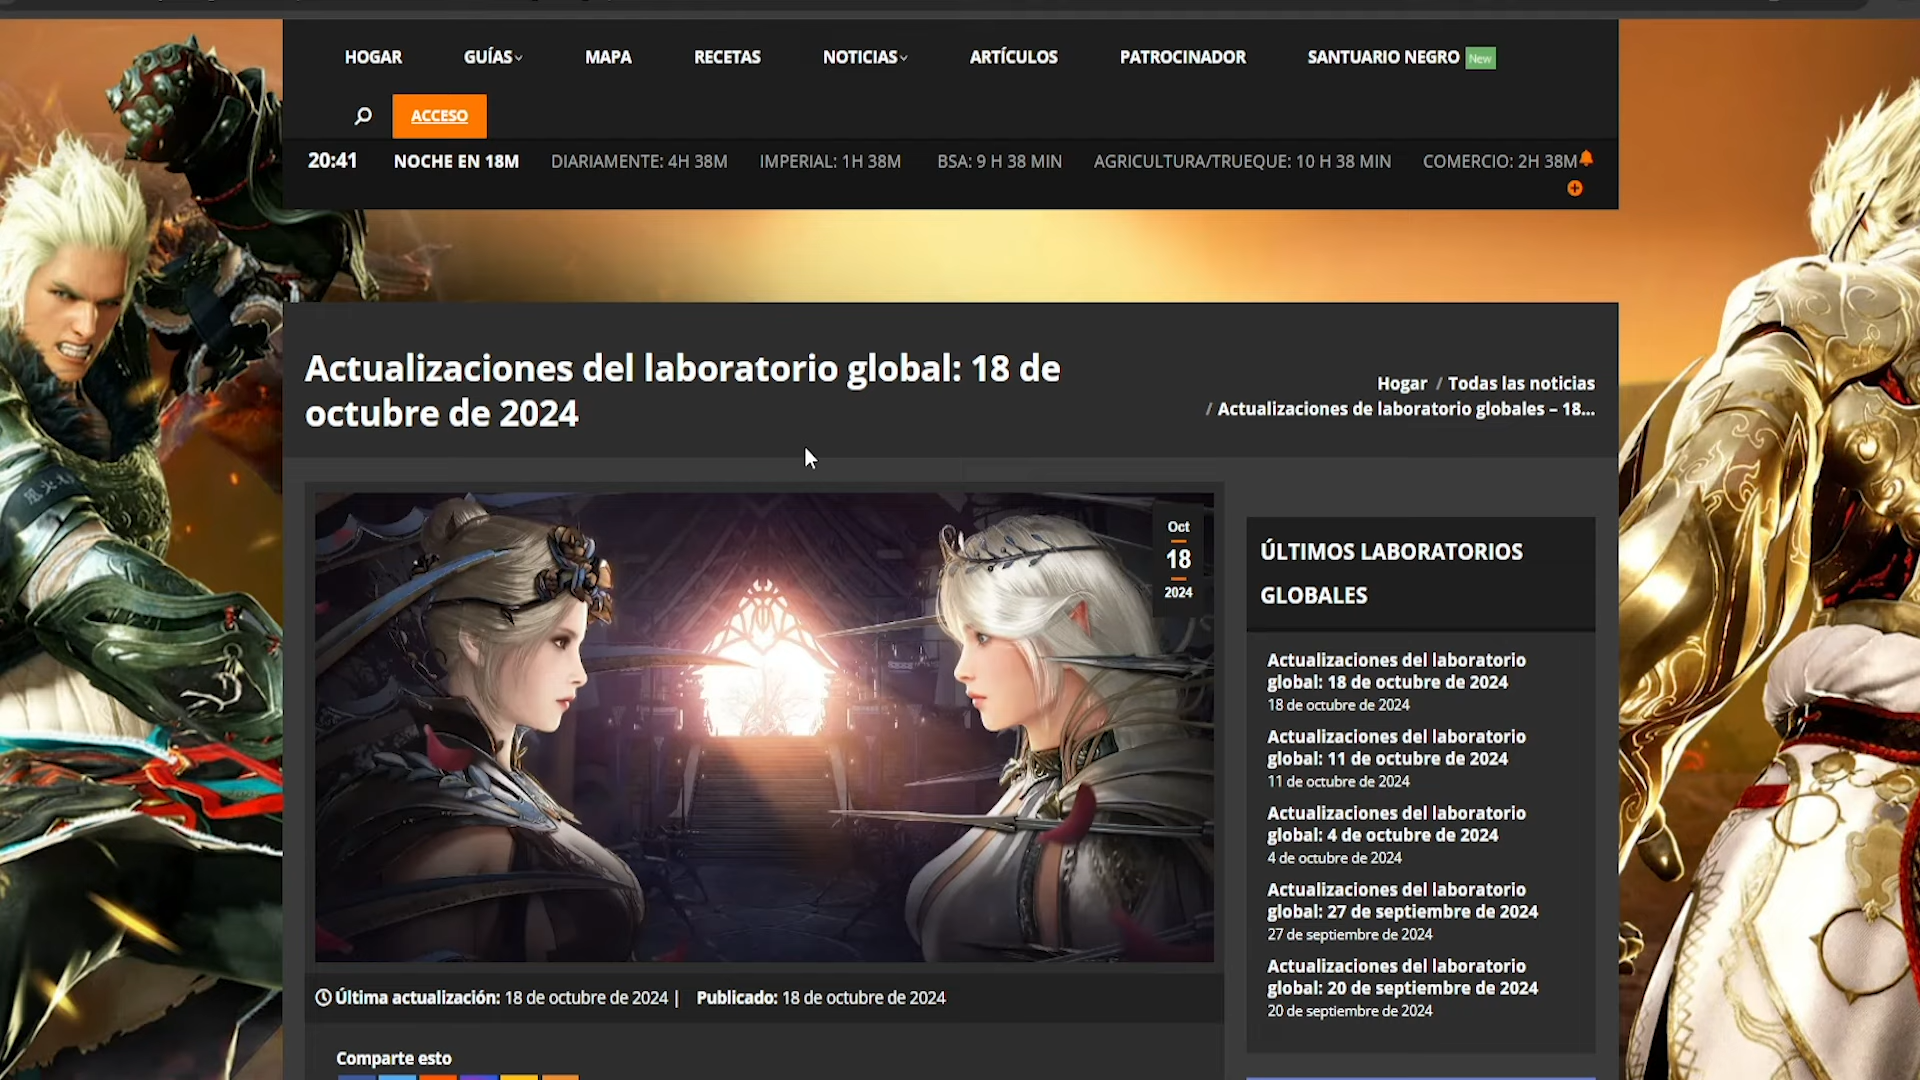 HOGAR
GUÍAS
MAPA
RECETAS
NOTICIAS
ARTÍCULOS
PATROCINADOR
SANTUARIO NEGRO New
ACCESO
20:41
NOCHE EN 18M
DIARIAMENTE: 4H 38M
IMPERIAL: 1H 38M
BSA: 9 H 38 MIN
AGRICULTURA/TRUEQUE: 10 H 38 MIN
COMERCIO: 2H 38M
Actualizaciones del laboratorio global: 18 de
octubre de 2024
Hogar / Todas las noticias
/ Actualizaciones de laboratorio globales – 18...
Oct
18
2024
Última actualización: 18 de octubre de 2024 | Publicado: 18 de octubre de 2024
Comparte esto
ÚLTIMOS LABORATORIOS
GLOBALES
Actualizaciones del laboratorio
global: 18 de octubre de 2024
18 de octubre de 2024
Actualizaciones del laboratorio
global: 11 de octubre de 2024
11 de octubre de 2024
Actualizaciones del laboratorio
global: 4 de octubre de 2024
4 de octubre de 2024
Actualizaciones del laboratorio
global: 27 de septiembre de 2024
27 de septiembre de 2024
Actualizaciones del laboratorio
global: 20 de septiembre de 2024
20 de septiembre de 2024